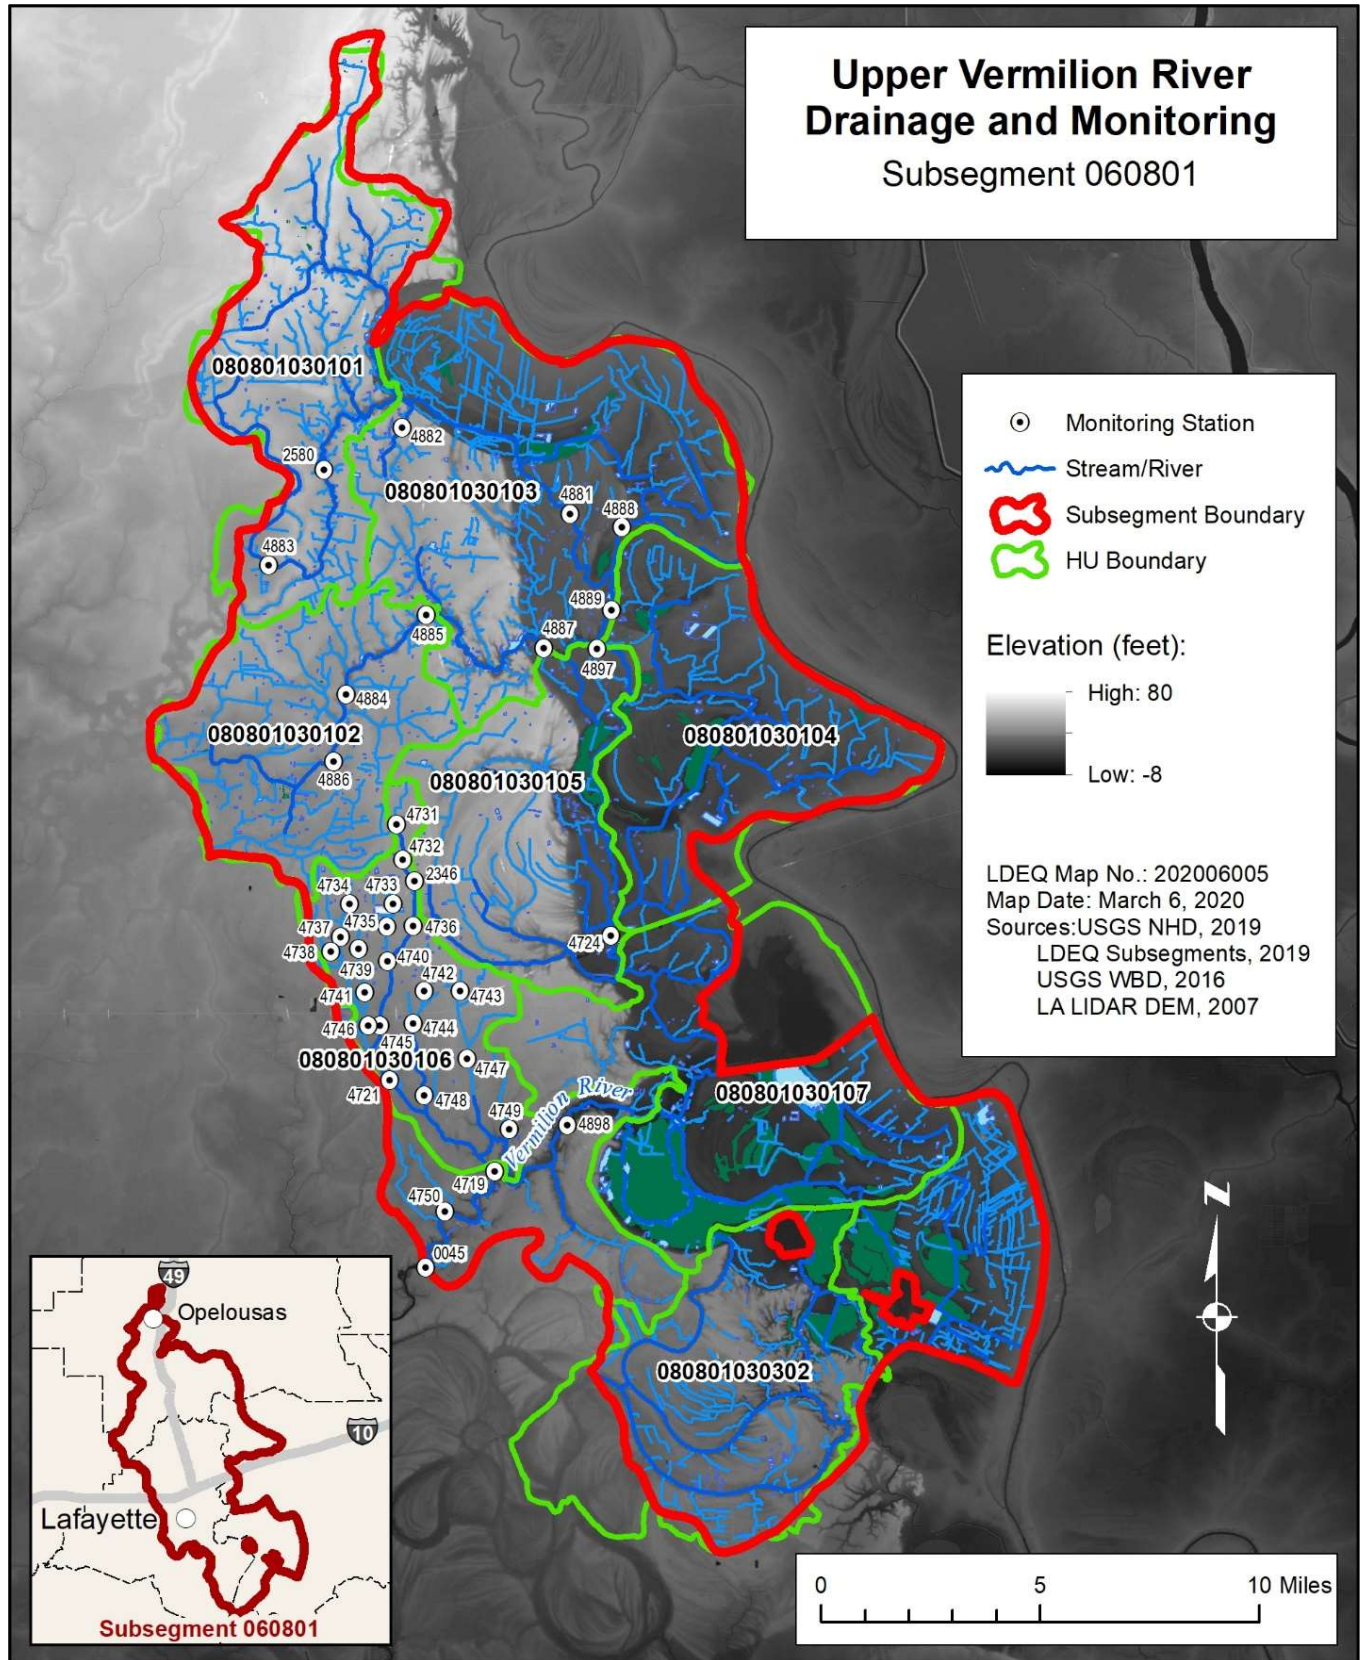 Upper Vermilion River
Drainage and Monitoring
Subsegment 060801
Monitoring Station
Stream/River
Subsegment Boundary
HU Boundary
Elevation (feet):
High: 80
Low: -8
LDEQ Map No.: 202006005
Map Date: March 6, 2020
Sources:USGS NHD, 2019
LDEQ Subsegments, 2019
USGS WBD, 2016
LA LIDAR DEM, 2007
080801030101
4882
2580
080801030103
4881
4888
4883
4889
4885
4887
4897
4884
080801030102
080801030104
4886
080801030105
4731
4732
2346
4734
4733
4737
4735
4736
4738
4724
4739
4740
4742
4741
4743
4746
4744
4745
080801030106
4747
4721
4748
4749
Vermilion River
4898
080801030107
4719
4750
0045
080801030302
49
Opelousas
10
Lafayette
Subsegment 060801
Z
0 5 10 Miles